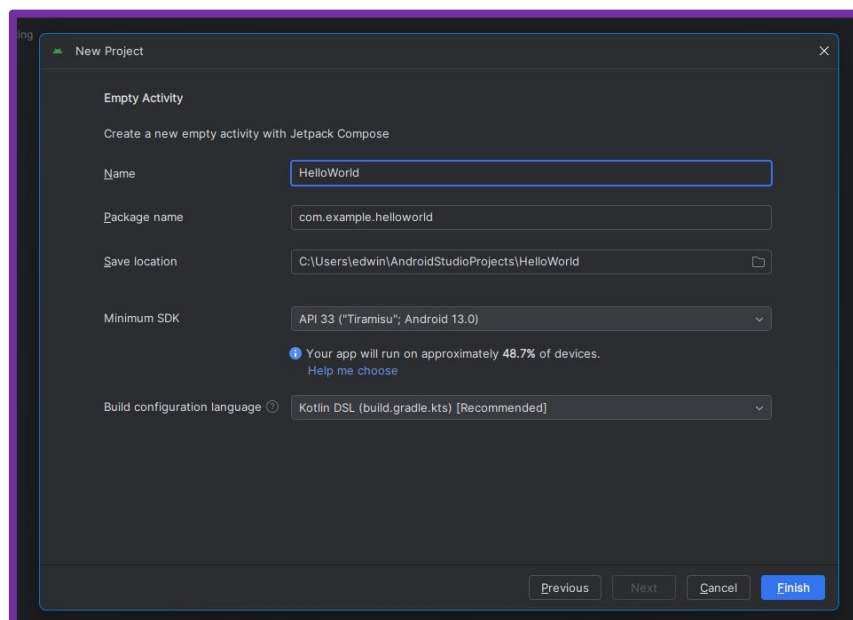 ing
New Project
Empty Activity
Create a new empty activity with Jetpack Compose
Name HelloWorld
Package name com.example.helloworld
Save location C:\Users\edwin\AndroidStudioProjects\HelloWorld
Minimum SDK API 33 ("Tiramisu"; Android 13.0)
Your app will run on approximately 48.7% of devices.
Help me choose
Build configuration language ? Kotlin DSL (build.gradle.kts) [Recommended]
Previous Next Cancel Finish